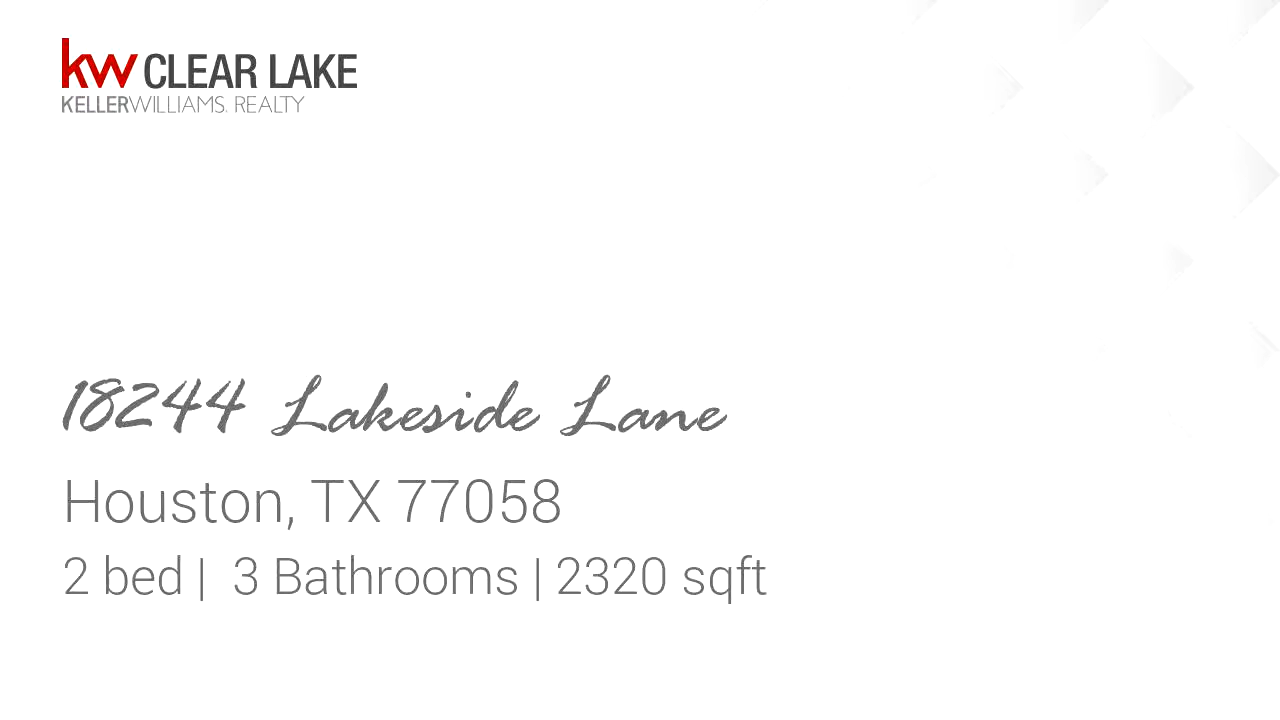 kw CLEAR LAKE
KELLERWILLIAMS. REALTY
18244 Lakeside Lane
Houston, TX 77058
2 bed | 3 Bathrooms | 2320 sqft